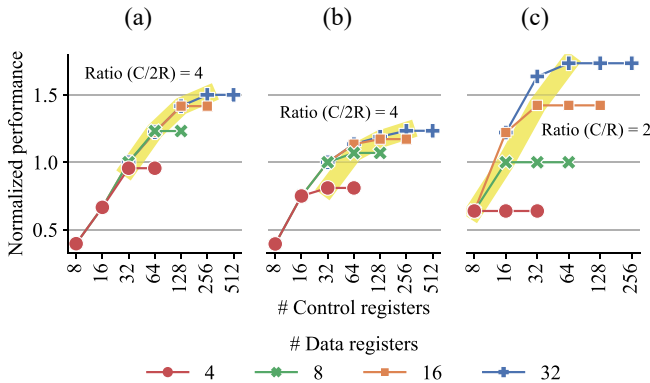 (a)
(b)
(c)
Normalized performance
1.5
1.0
0.5
Ratio (C/2R) = 4
Ratio (C/2R) = 4
Ratio (C/R) = 2
8 16 32 64 128 256 512
8 16 32 64 128 256 512
8 16 32 64 128 256
# Control registers
# Data registers
4 8 16 32